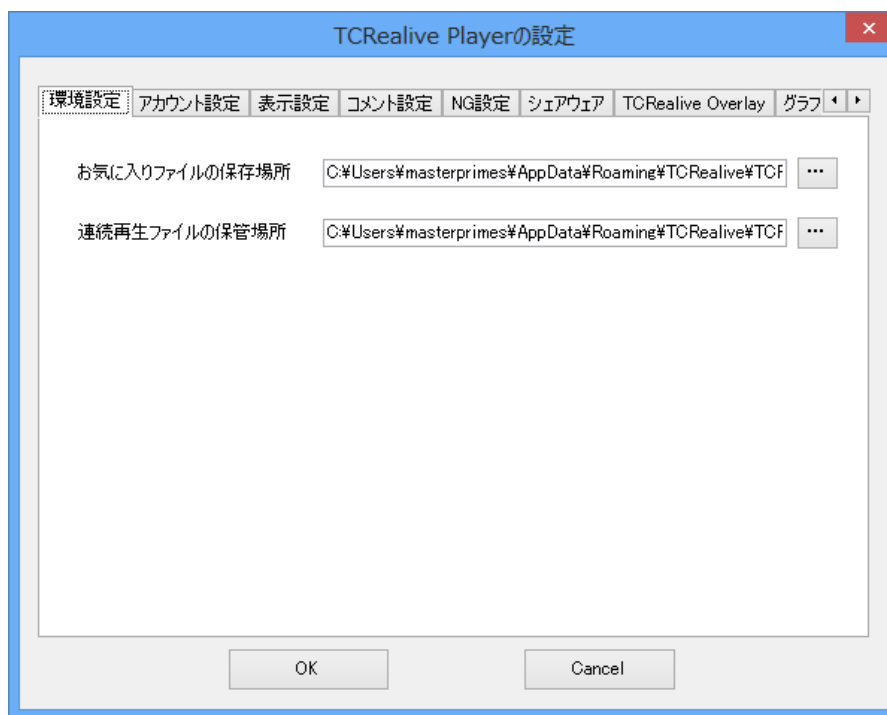 TCRealive Playerの設定
環境設定 アカウント設定 表示設定 コメント設定 NG設定 シェアウェア TCRealive Overlay グラフ
お気に入りファイルの保存場所 C:¥Users¥masterprimes¥AppData¥Roaming¥TCRealive¥TCF ...
連続再生ファイルの保管場所 C:¥Users¥masterprimes¥AppData¥Roaming¥TCRealive¥TCF ...
OK Cancel